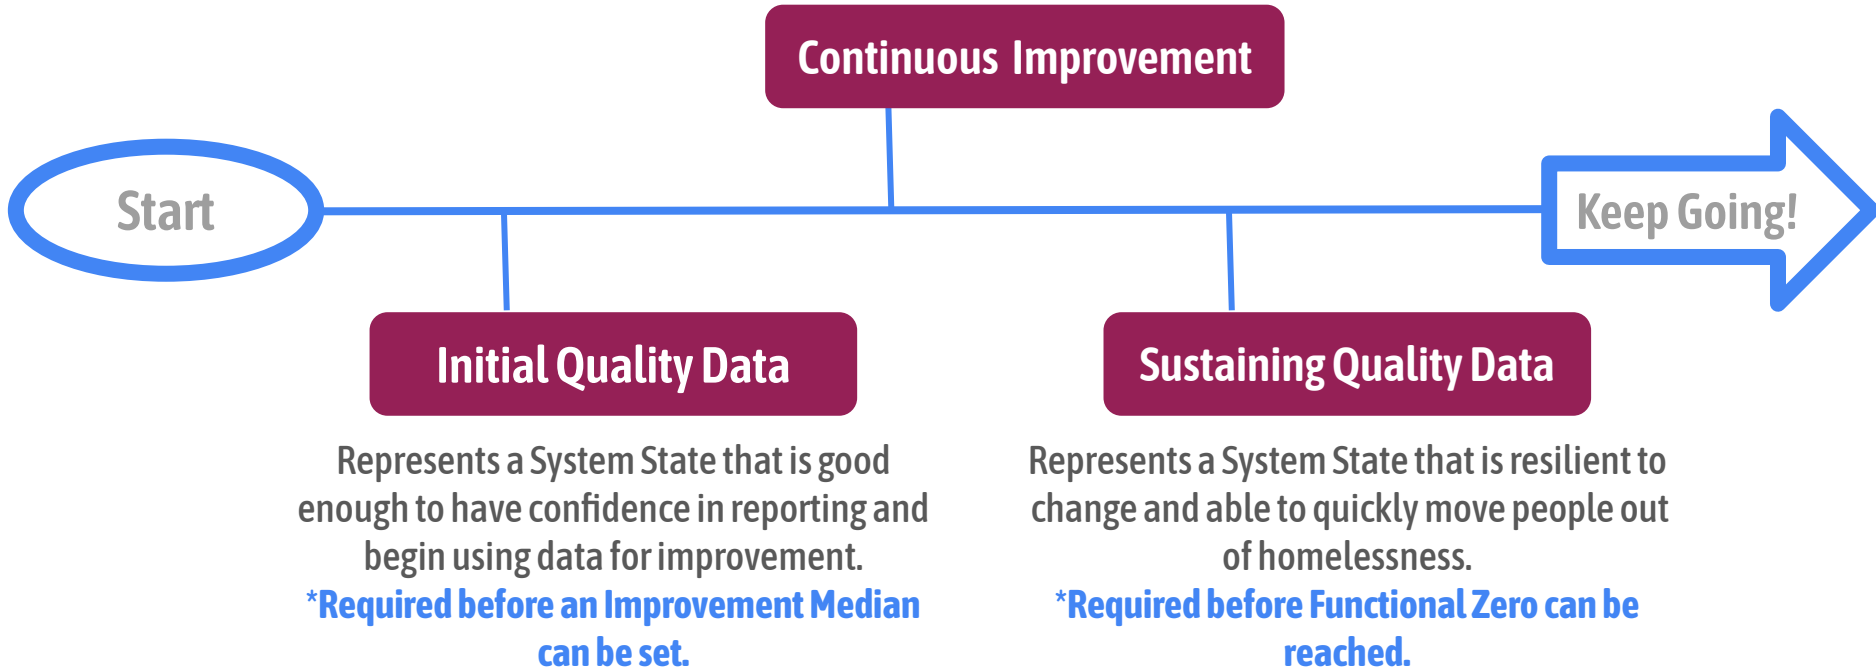 Continuous Improvement
Start
Keep Going!
Initial Quality Data
Represents a System State that is good
enough to have confidence in reporting and
begin using data for improvement.
*Required before an Improvement Median
can be set.
Sustaining Quality Data
Represents a System State that is resilient to
change and able to quickly move people out
of homelessness.
*Required before Functional Zero can be
reached.